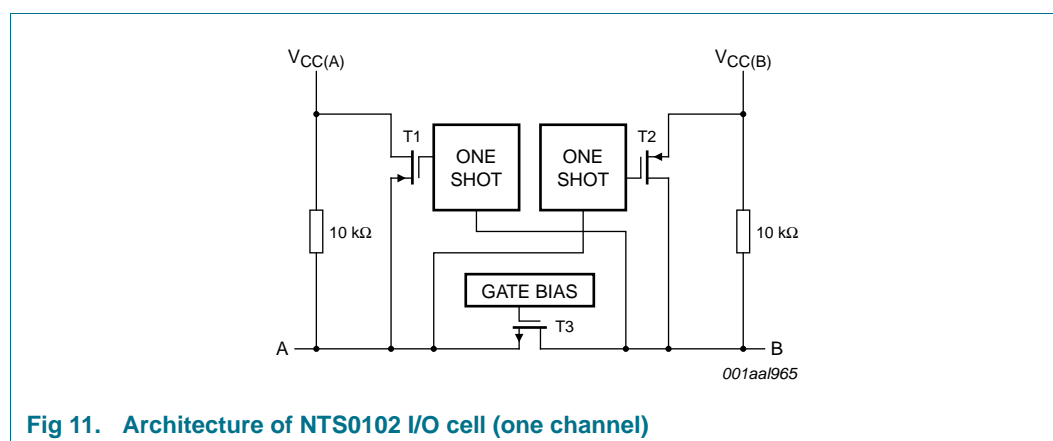 VCC(A)
VCC(B)
T1
T2
ONE
SHOT
ONE
SHOT
10 kΩ
10 kΩ
GATE BIAS
T3
A
B
001aal965
Fig 11. Architecture of NTS0102 I/O cell (one channel)